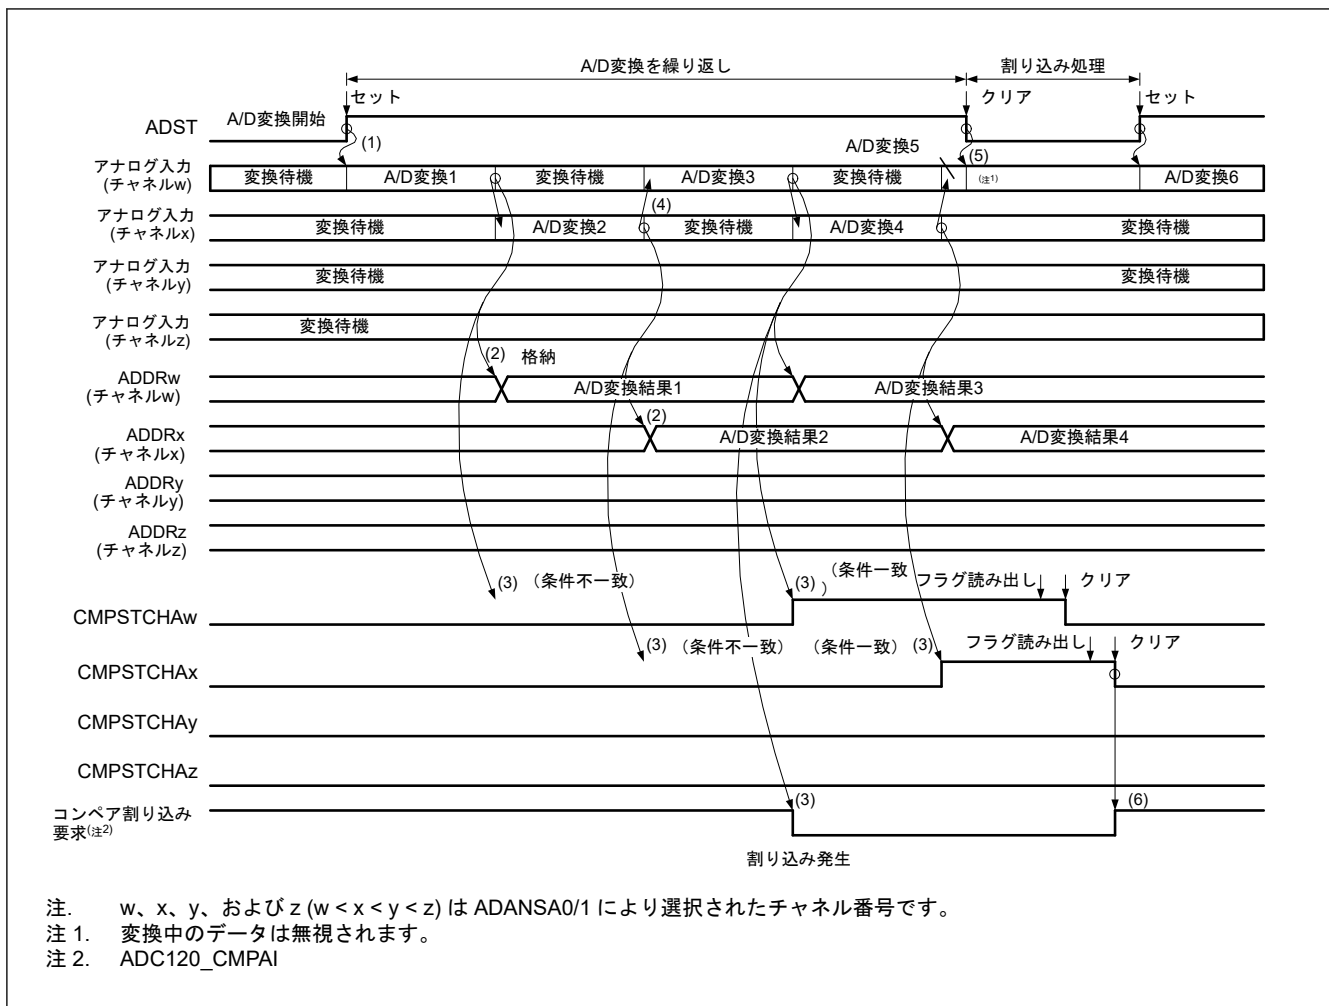 A/D変換を繰り返し 割り込み処理
セット クリア セット
ADST A/D変換開始
(1) A/D変換5 (5)
アナログ入力
(チャネルw) 変換待機 A/D変換1 変換待機 A/D変換3 変換待機 (注1) A/D変換6
(4)
アナログ入力
(チャネルx) 変換待機 A/D変換2 変換待機 A/D変換4 変換待機
アナログ入力
(チャネルy) 変換待機 変換待機
アナログ入力
(チャネルz) 変換待機
(2) 格納
ADDRw
(チャネルw) A/D変換結果1 A/D変換結果3
(2)
ADDRx
(チャネルx) A/D変換結果2 A/D変換結果4
ADDRy
(チャネルy)
ADDRz
(チャネルz)
(3) (条件不一致) (3) (条件一致) フラグ読み出し クリア
CMPSTCHAw
(3) (条件不一致) (条件一致) (3) フラグ読み出し クリア
CMPSTCHAx
CMPSTCHAy
CMPSTCHAz
(3) (6)
コンペア割り込み
要求(注2)
割り込み発生
注. w、x、y、および z (w < x < y < z) は ADANSA0/1 により選択されたチャネル番号です。
注 1. 変換中のデータは無視されます。
注 2. ADC120_CMPAI